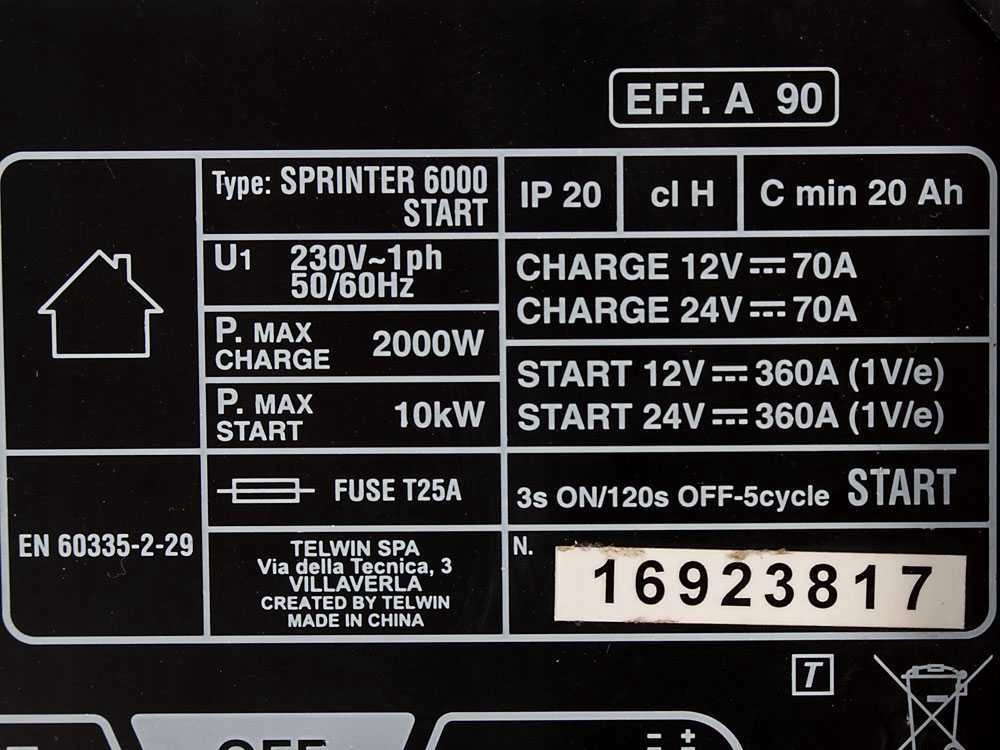 EFF. A 90
Type: SPRINTER 6000
START
IP 20
cl H
C min 20 Ah
U1 230V~1ph
50/60Hz
CHARGE 12V⎓70A
CHARGE 24V⎓70A
P. MAX
CHARGE 2000W
START 12V⎓360A (1V/e)
START 24V⎓360A (1V/e)
P. MAX
START 10kW
EN 60335-2-29
FUSE T25A
3s ON/120s OFF-5cycle START
TELWIN SPA
Via della Tecnica, 3
VILLAVERLA
CREATED BY TELWIN
MADE IN CHINA
N. 16923817
T
- +